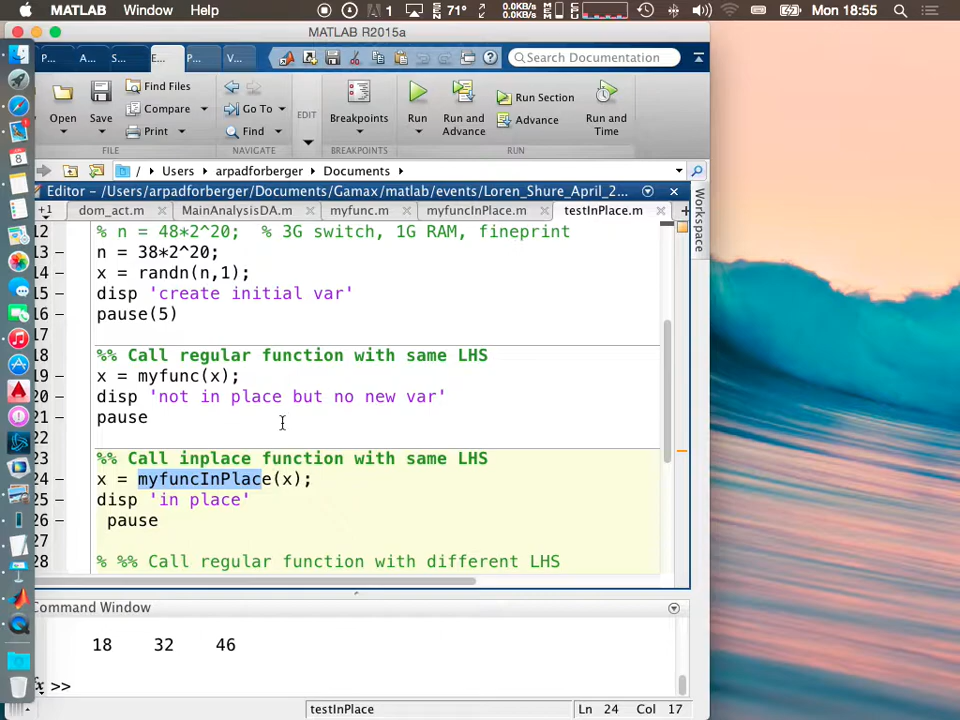 MATLAB Window Help 1 71° 0.0KB/s 0.0KB/s Mon 18:55
MATLAB R2015a
P... A... S... E... P... V... Search Documentation
Open Save Find Files Compare Print
Go To Find EDIT Breakpoints
Run Run and Advance Run Section Advance Run and Time
FILE NAVIGATE BREAKPOINTS RUN
/ Users arpadforberger Documents
Editor - /Users/arpadforberger/Documents/Gamax/matlab/events/Loren_Shure_April_2...
Workspace
+1 dom_act.m MainAnalysisDA.m myfunc.m myfuncInPlace.m testInPlace.m
12 % n = 48*2^20; % 3G switch, 1G RAM, fineprint
13 – n = 38*2^20;
14 – x = randn(n,1);
15 – disp 'create initial var'
16 – pause(5)
17
18 %% Call regular function with same LHS
19 – x = myfunc(x);
20 – disp 'not in place but no new var'
21 – pause
22
23 %% Call inplace function with same LHS
24 – x = myfuncInPlace(x);
25 – disp 'in place'
26 – pause
27
28 % %% Call regular function with different LHS
Command Window
18 32 46
fx >>
testInPlace Ln 24 Col 17